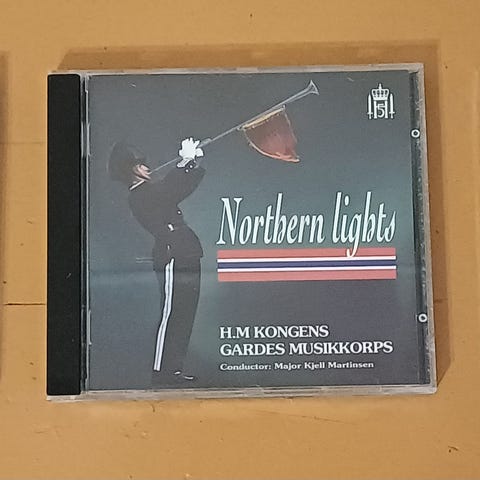 Northern lights
H.M KONGENS
GARDES MUSIKKORPS
Conductor: Major Kjell Martinsen